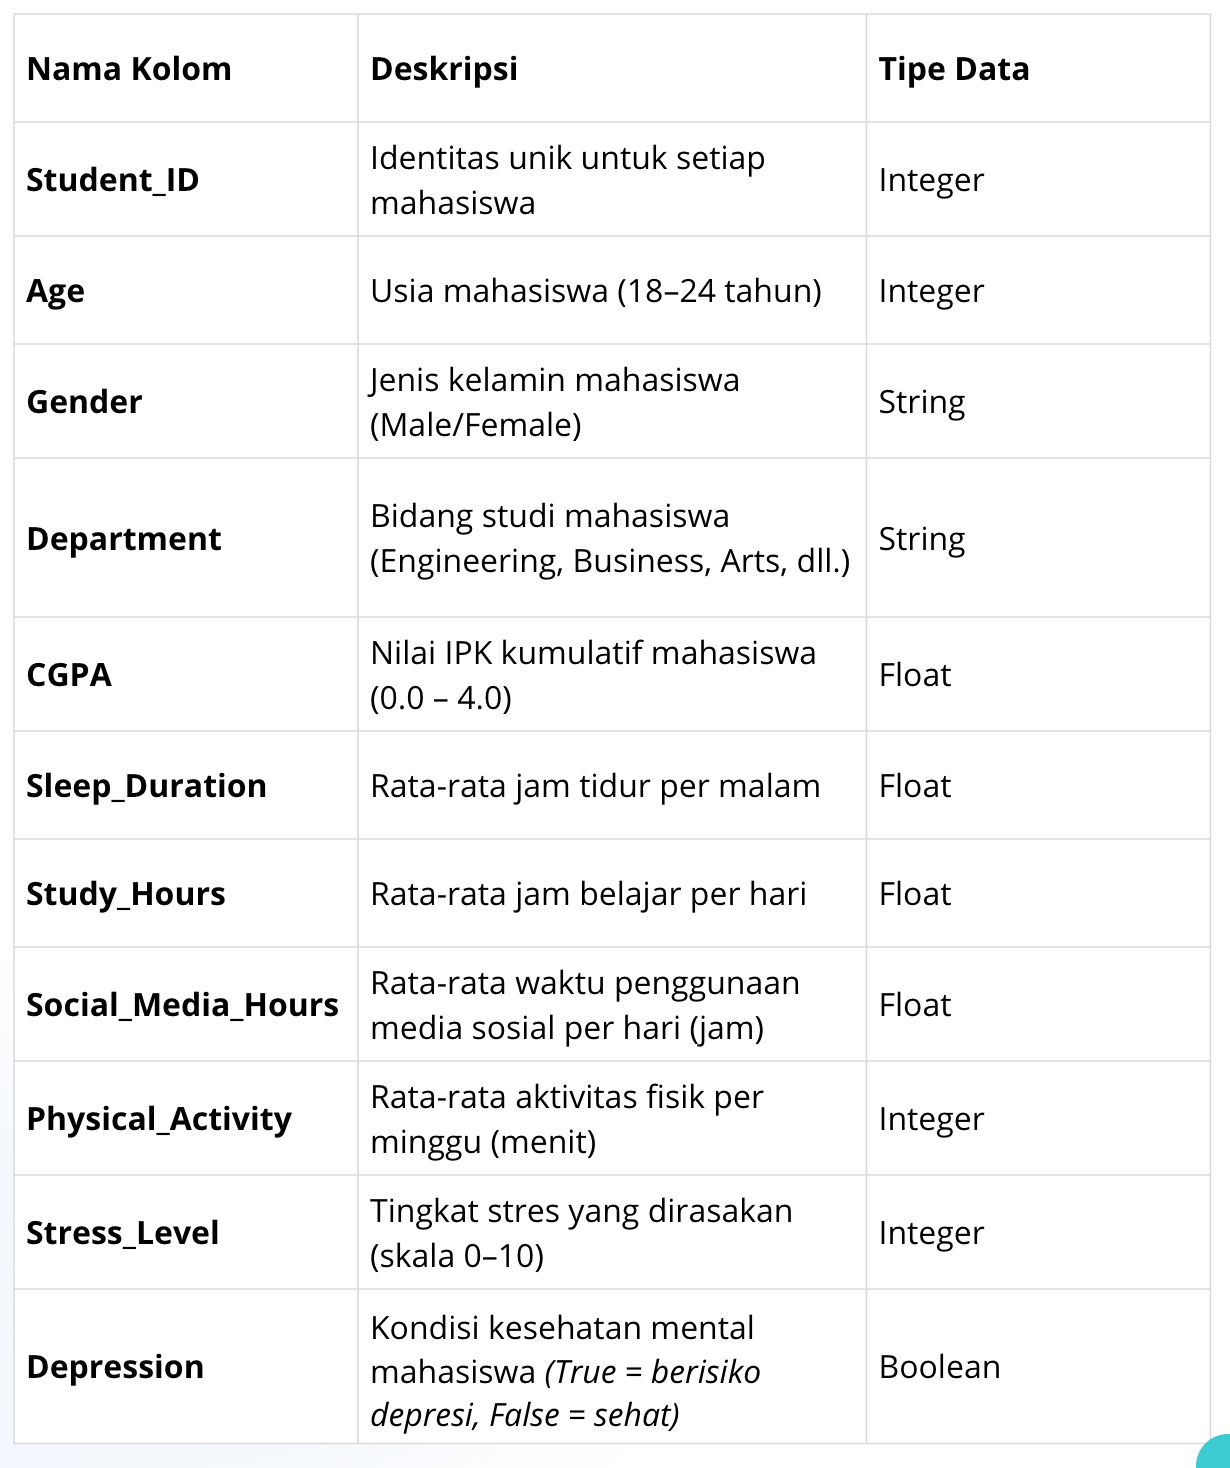 Nama Kolom
Deskripsi
Tipe Data
Student_ID
Identitas unik untuk setiap
mahasiswa
Integer
Age
Usia mahasiswa (18–24 tahun)
Integer
Gender
Jenis kelamin mahasiswa
(Male/Female)
String
Department
Bidang studi mahasiswa
(Engineering, Business, Arts, dll.)
String
CGPA
Nilai IPK kumulatif mahasiswa
(0.0 – 4.0)
Float
Sleep_Duration
Rata-rata jam tidur per malam
Float
Study_Hours
Rata-rata jam belajar per hari
Float
Social_Media_Hours
Rata-rata waktu penggunaan
media sosial per hari (jam)
Float
Physical_Activity
Rata-rata aktivitas fisik per
minggu (menit)
Integer
Stress_Level
Tingkat stres yang dirasakan
(skala 0–10)
Integer
Depression
Kondisi kesehatan mental
mahasiswa (True = berisiko
depresi, False = sehat)
Boolean